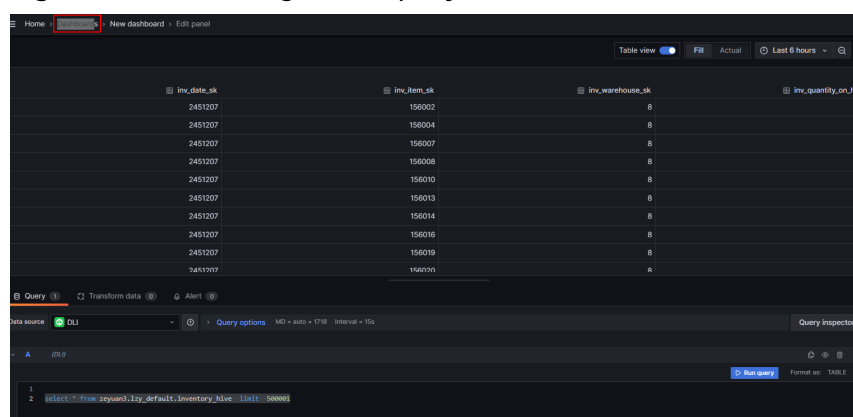 Home › Dashboards › New dashboard › Edit panel
Table view Fill Actual Last 6 hours
inv_date_sk inv_item_sk inv_warehouse_sk inv_quantity_on_h
2451207 156002 8
2451207 156004 8
2451207 156007 8
2451207 156008 8
2451207 156010 8
2451207 156013 8
2451207 156014 8
2451207 156016 8
2451207 156019 8
2451207 156020 8
Query 1 Transform data 0 Alert 0
Data source DLI › Query options MD = auto = 1718 Interval = 15s Query inspector
A (DLI)
Run query Format as: TABLE
1
2 select * from zeyuan3.lzy_default.inventory_hive limit 500001